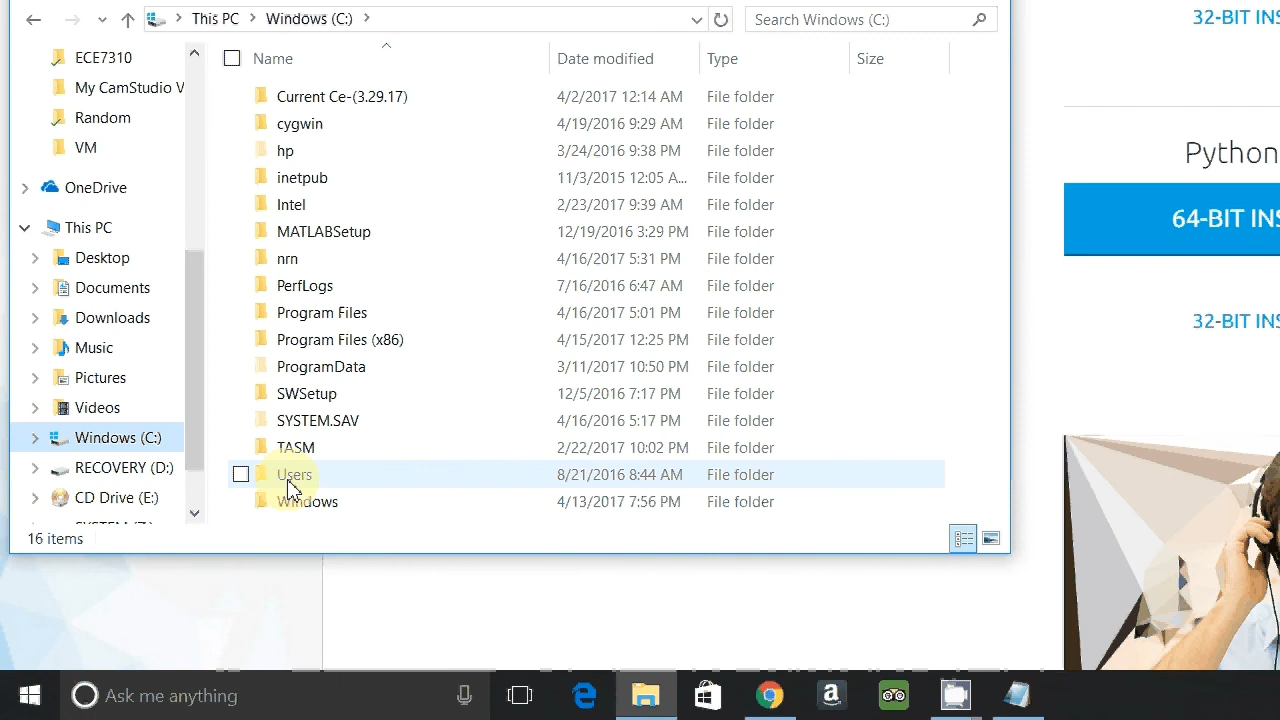 This PC > Windows (C:) >
Search Windows (C:)
32-BIT INS
ECE7310
My CamStudio V
Random
VM
OneDrive
This PC
Desktop
Documents
Downloads
Music
Pictures
Videos
Windows (C:)
RECOVERY (D:)
CD Drive (E:)
Name Date modified Type Size
Current Ce-(3.29.17) 4/2/2017 12:14 AM File folder
cygwin 4/19/2016 9:29 AM File folder
hp 3/24/2016 9:38 PM File folder
inetpub 11/3/2015 12:05 A... File folder
Intel 2/23/2017 9:39 AM File folder
MATLABSetup 12/19/2016 3:29 PM File folder
nrn 4/16/2017 5:31 PM File folder
PerfLogs 7/16/2016 6:47 AM File folder
Program Files 4/16/2017 5:01 PM File folder
Program Files (x86) 4/15/2017 12:25 PM File folder
ProgramData 3/11/2017 10:50 PM File folder
SWSetup 12/5/2016 7:17 PM File folder
SYSTEM.SAV 4/16/2016 5:17 PM File folder
TASM 2/22/2017 10:02 PM File folder
Users 8/21/2016 8:44 AM File folder
Windows 4/13/2017 7:56 PM File folder
16 items
Python
64-BIT INS
32-BIT INS
Ask me anything